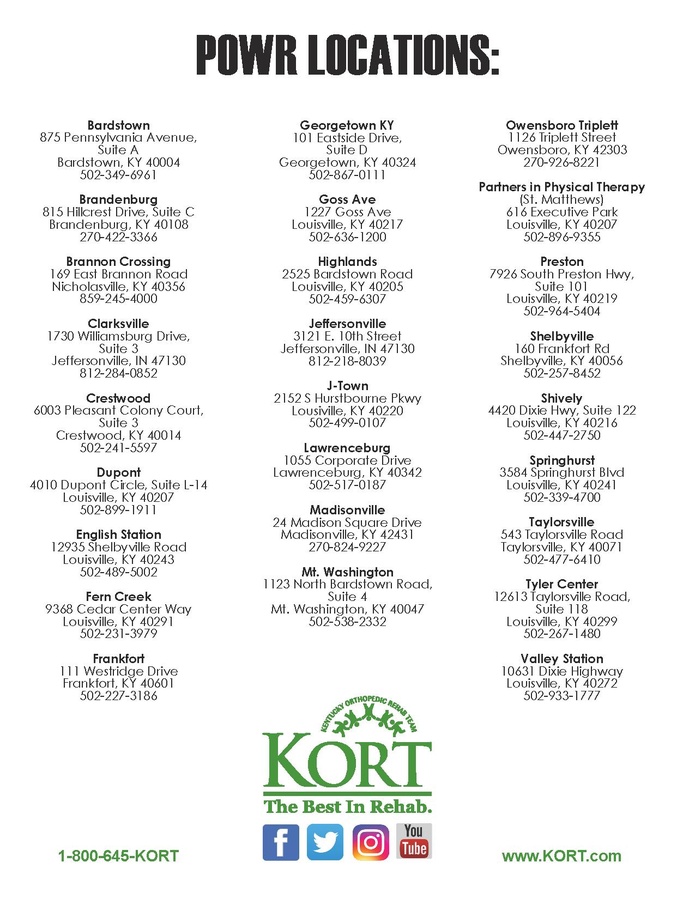 POWR LOCATIONS:
Bardstown
875 Pennsylvania Avenue,
Suite A
Bardstown, KY 40004
502-349-6961
Brandenburg
815 Hillcrest Drive, Suite C
Brandenburg, KY 40108
270-422-3366
Brannon Crossing
169 East Brannon Road
Nicholasville, KY 40356
859-245-4000
Clarksville
1730 Williamsburg Drive,
Suite 3
Jeffersonville, IN 47130
812-284-0852
Crestwood
6003 Pleasant Colony Court,
Suite 3
Crestwood, KY 40014
502-241-5597
Dupont
4010 Dupont Circle, Suite L-14
Louisville, KY 40207
502-899-1911
English Station
12935 Shelbyville Road
Louisville, KY 40243
502-489-5002
Fern Creek
9368 Cedar Center Way
Louisville, KY 40291
502-231-3979
Frankfort
111 Westridge Drive
Frankfort, KY 40601
502-227-3186
Georgetown KY
101 Eastside Drive,
Suite D
Georgetown, KY 40324
502-867-0111
Goss Ave
1227 Goss Ave
Louisville, KY 40217
502-636-1200
Highlands
2525 Bardstown Road
Louisville, KY 40205
502-459-6307
Jeffersonville
3121 E. 10th Street
Jeffersonville, IN 47130
812-218-8039
J-Town
2152 S Hurstbourne Pkwy
Lousiville, KY 40220
502-499-0107
Lawrenceburg
1055 Corporate Drive
Lawrenceburg, KY 40342
502-517-0187
Madisonville
24 Madison Square Drive
Madisonville, KY 42431
270-824-9227
Mt. Washington
1123 North Bardstown Road,
Suite 4
Mt. Washington, KY 40047
502-538-2332
Owensboro Triplett
1126 Triplett Street
Owensboro, KY 42303
270-926-8221
Partners in Physical Therapy
(St. Matthews)
616 Executive Park
Louisville, KY 40207
502-896-9355
Preston
7926 South Preston Hwy,
Suite 101
Louisville, KY 40219
502-964-5404
Shelbyville
160 Frankfort Rd
Shelbyville, KY 40056
502-257-8452
Shively
4420 Dixie Hwy, Suite 122
Louisville, KY 40216
502-447-2750
Springhurst
3584 Springhurst Blvd
Louisville, KY 40241
502-339-4700
Taylorsville
543 Taylorsville Road
Taylorsville, KY 40071
502-477-6410
Tyler Center
12613 Taylorsville Road,
Suite 118
Louisville, KY 40299
502-267-1480
Valley Station
10631 Dixie Highway
Louisville, KY 40272
502-933-1777
KENTUCKY ORTHOPEDIC REHAB TEAM
KORT
The Best In Rehab.
f
You
Tube
1-800-645-KORT
www.KORT.com